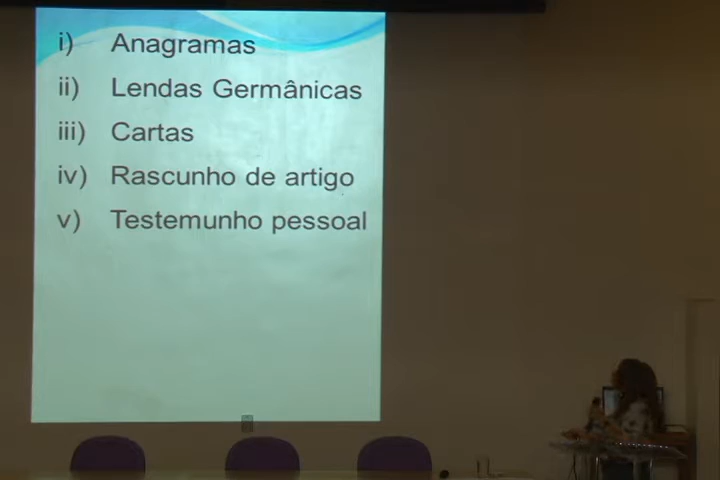 i) Anagramas
ii) Lendas Germânicas
iii) Cartas
iv) Rascunho de artigo
v) Testemunho pessoal